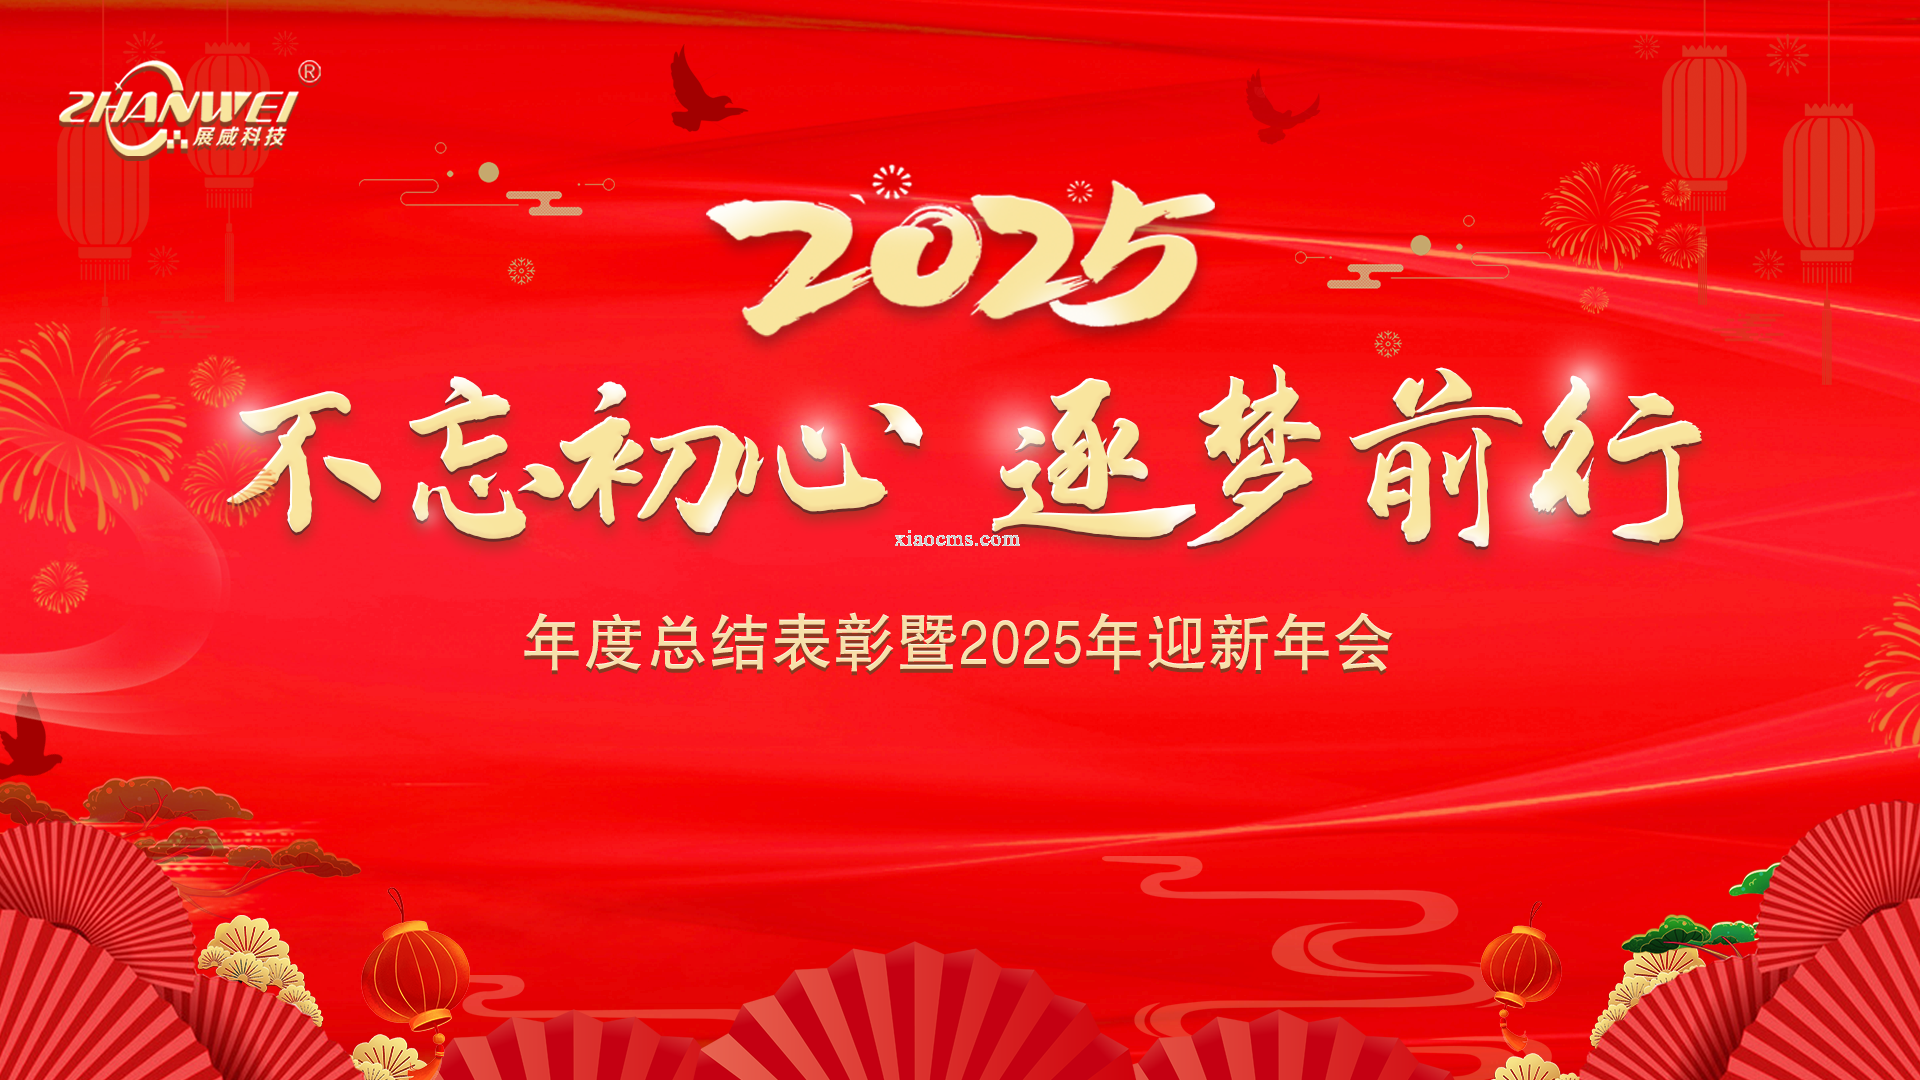 ZHANWEI®
展威科技
2025
不忘初心 逐梦前行
xiaocms.com
年度总结表彰暨2025年迎新年会